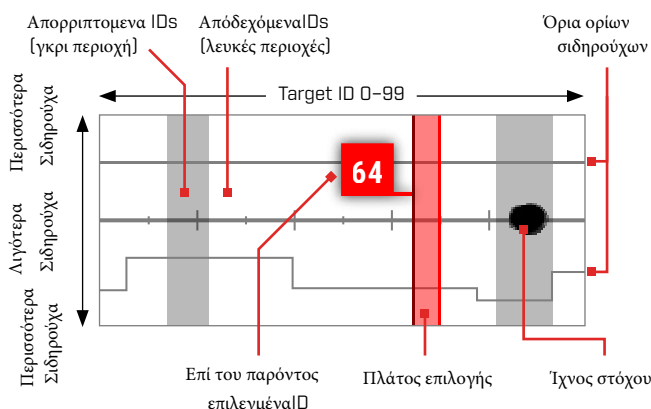 Απορριπτομενα IDs
(γκρι περιοχή)
ΑπόδεχόμεναIDs
(λευκές περιοχές)
Όρια ορίων
σιδηρούχων
Target ID 0–99
Περισσότερα
Σιδηρούχα
64
Λιγότερα
Σιδηρούχα
Περισσότερα
Σιδηρούχα
Επί του παρόντος
επιλεγμέναID
Πλάτος επιλογής
Ίχνος στόχου